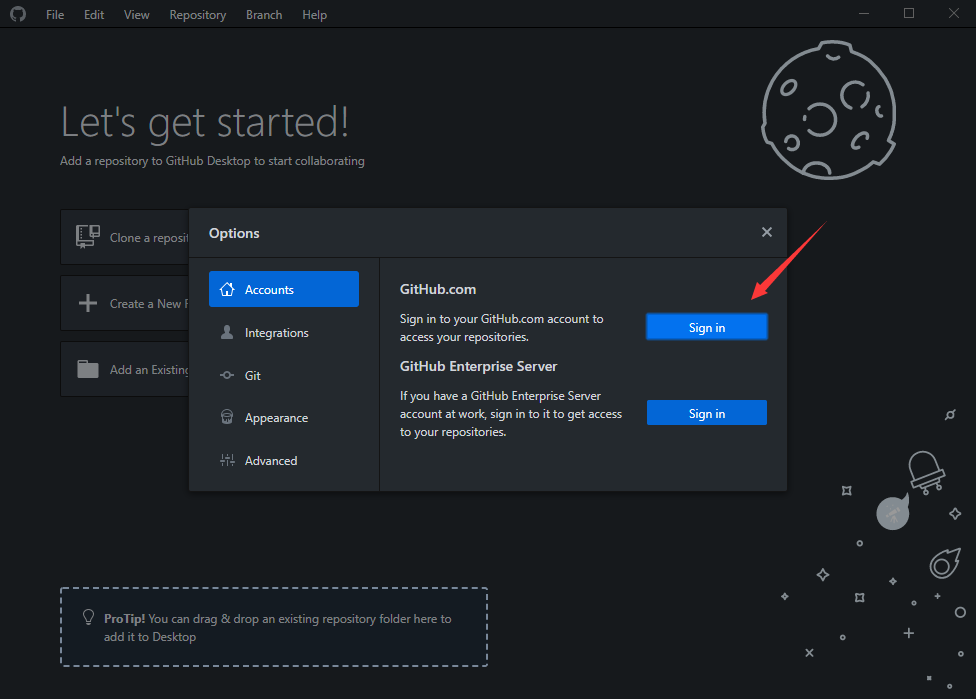 File Edit View Repository Branch Help
Let's get started!
Add a repository to GitHub Desktop to start collaborating
Clone a reposit
Create a New
Add an Existing
Options
Accounts
Integrations
Git
Appearance
Advanced
GitHub.com
Sign in to your GitHub.com account to
access your repositories.
Sign in
GitHub Enterprise Server
If you have a GitHub Enterprise Server
account at work, sign in to it to get access
to your repositories.
Sign in
ProTip! You can drag & drop an existing repository folder here to
add it to Desktop